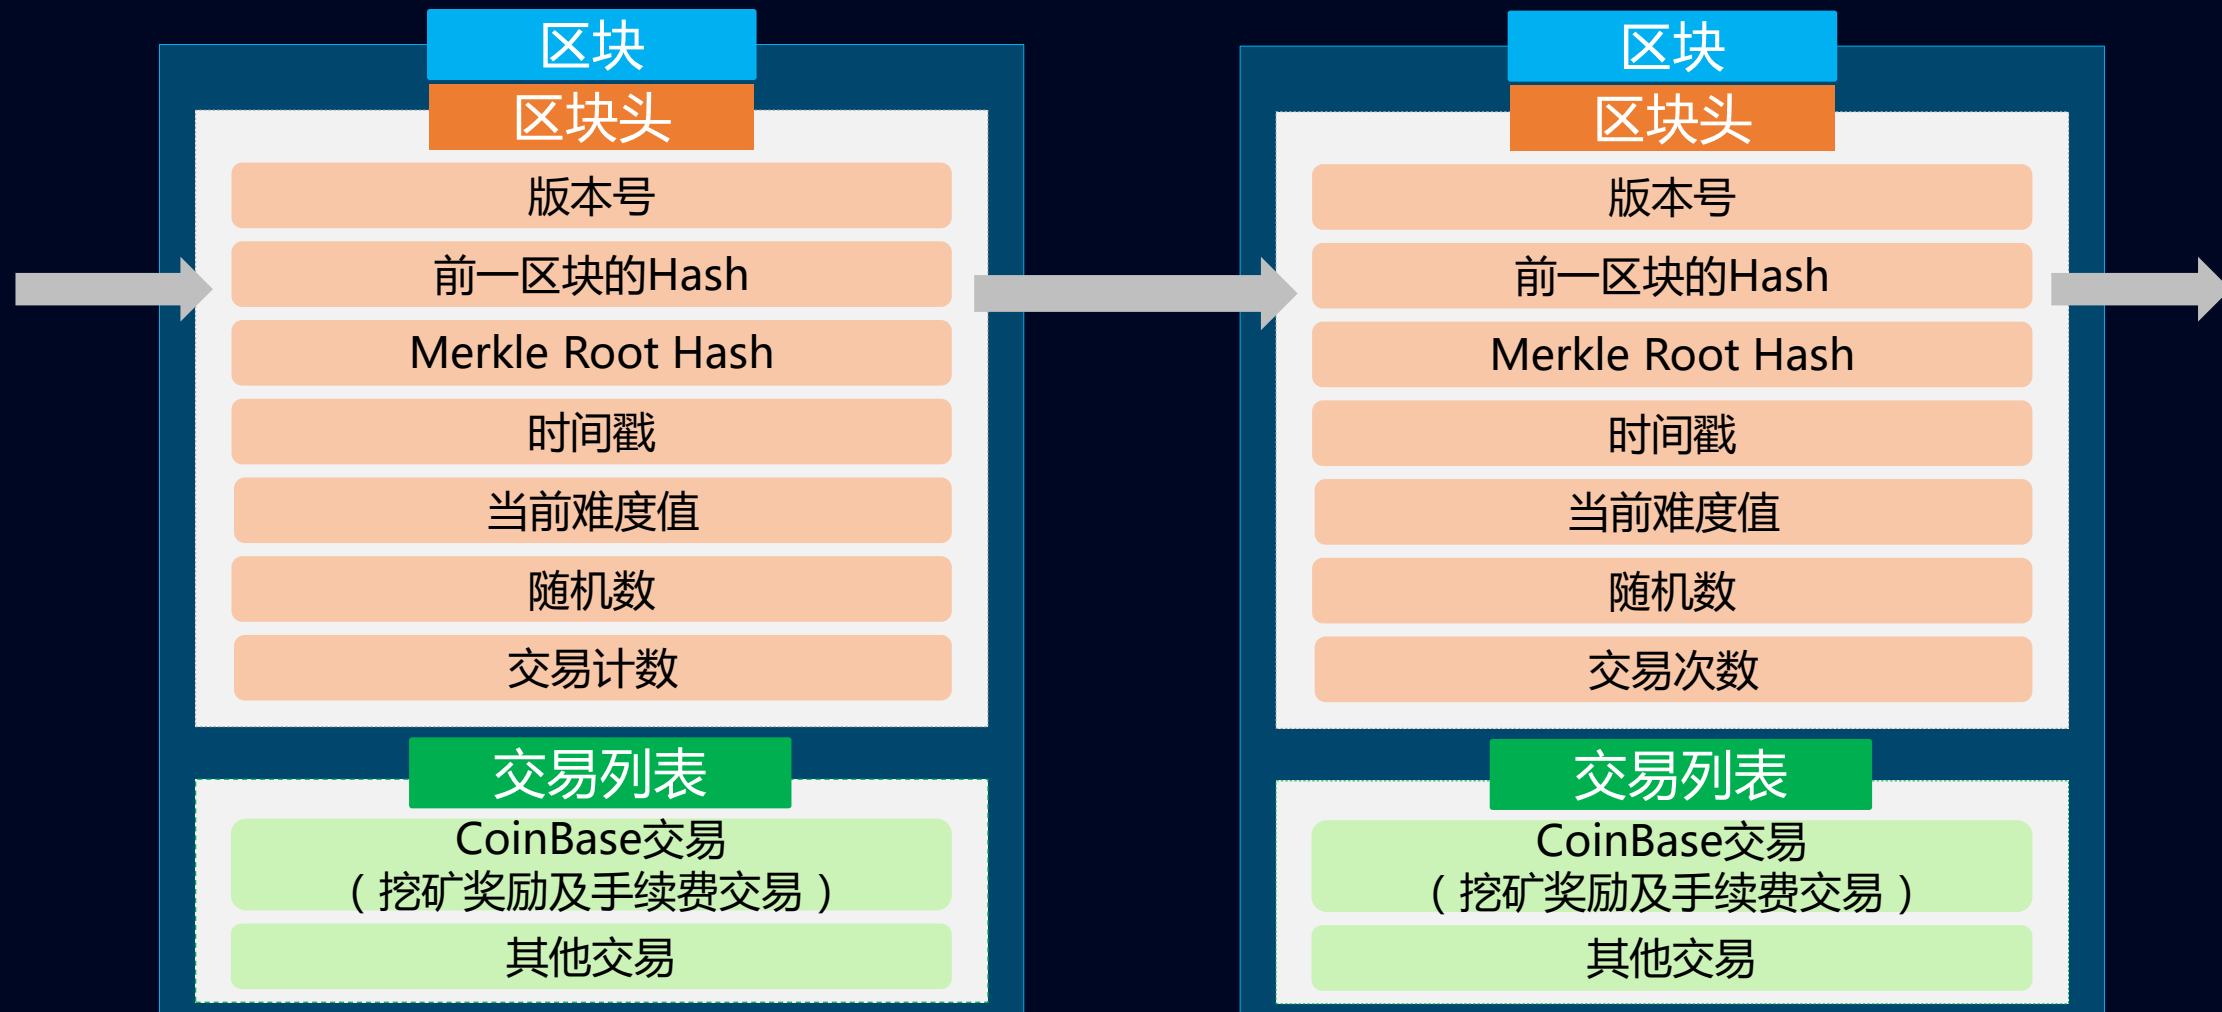 区块
区块头
版本号
前一区块的Hash
Merkle Root Hash
时间戳
当前难度值
随机数
交易计数
交易列表
CoinBase交易
（挖矿奖励及手续费交易）
其他交易
区块
区块头
版本号
前一区块的Hash
Merkle Root Hash
时间戳
当前难度值
随机数
交易次数
交易列表
CoinBase交易
（挖矿奖励及手续费交易）
其他交易